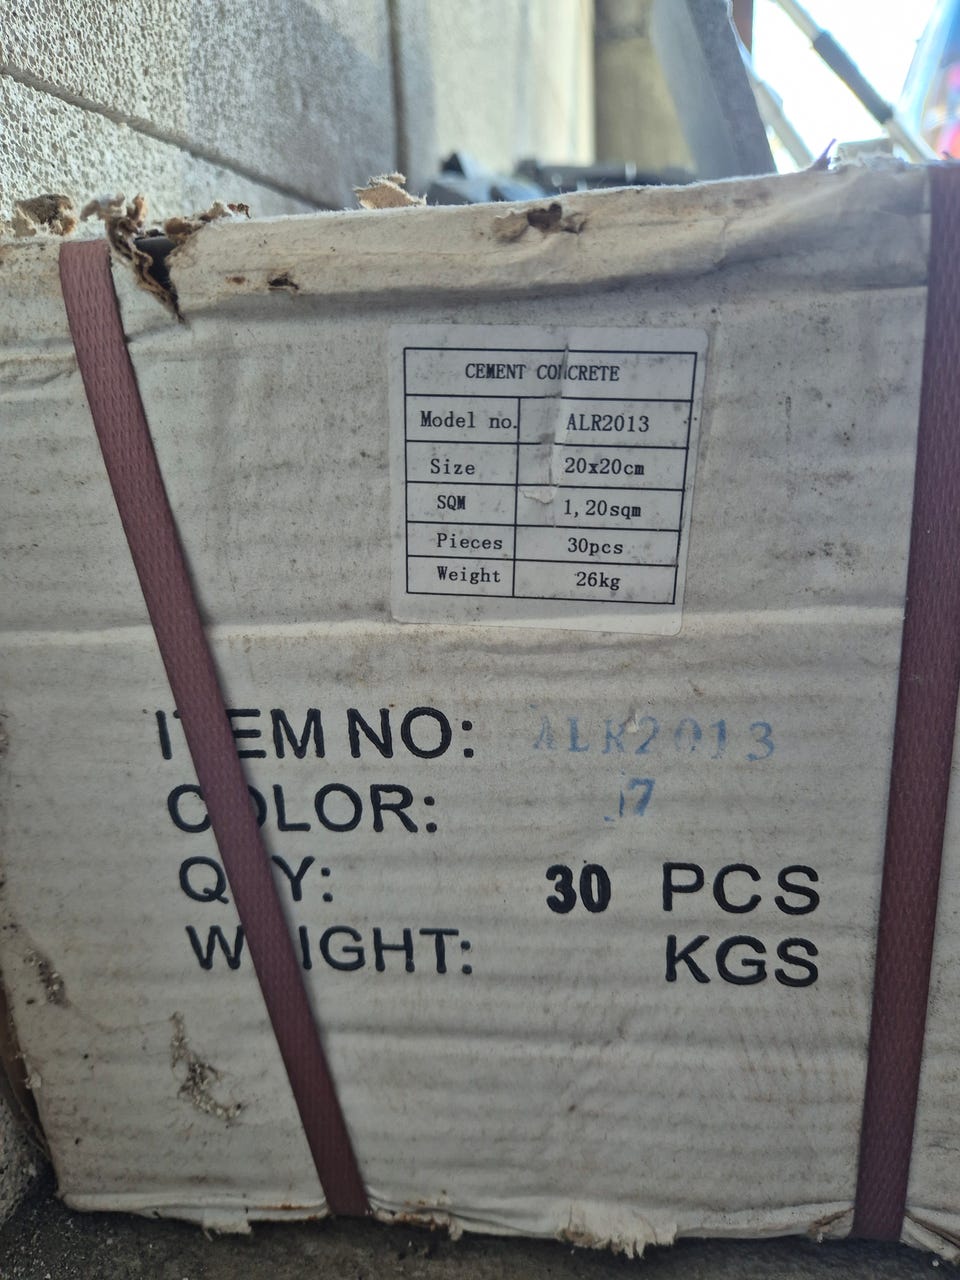 CEMENT CONCRETE
Model no. ALR2013
Size 20x20cm
SQM 1,20sqm
Pieces 30pcs
Weight 26kg
ITEM NO: ALR2013
COLOR: 17
QTY: 30 PCS
WEIGHT: KGS